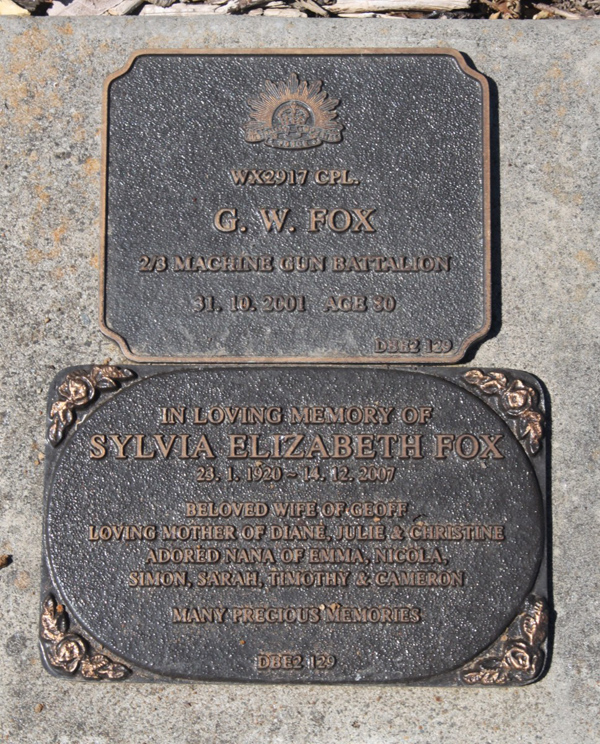 WX2917 CPL.
G. W. FOX
2/3 MACHINE GUN BATTALION
31. 10. 2001 AGE 80
DBE2 129
IN LOVING MEMORY OF
SYLVIA ELIZABETH FOX
23. 1. 1920 ~ 14. 12. 2007
BELOVED WIFE OF GEOFF
LOVING MOTHER OF DIANE, JULIE & CHRISTINE
ADORED NANA OF EMMA, NICOLA,
SIMON, SARAH, TIMOTHY & CAMERON
MANY PRECIOUS MEMORIES
DBE2 129